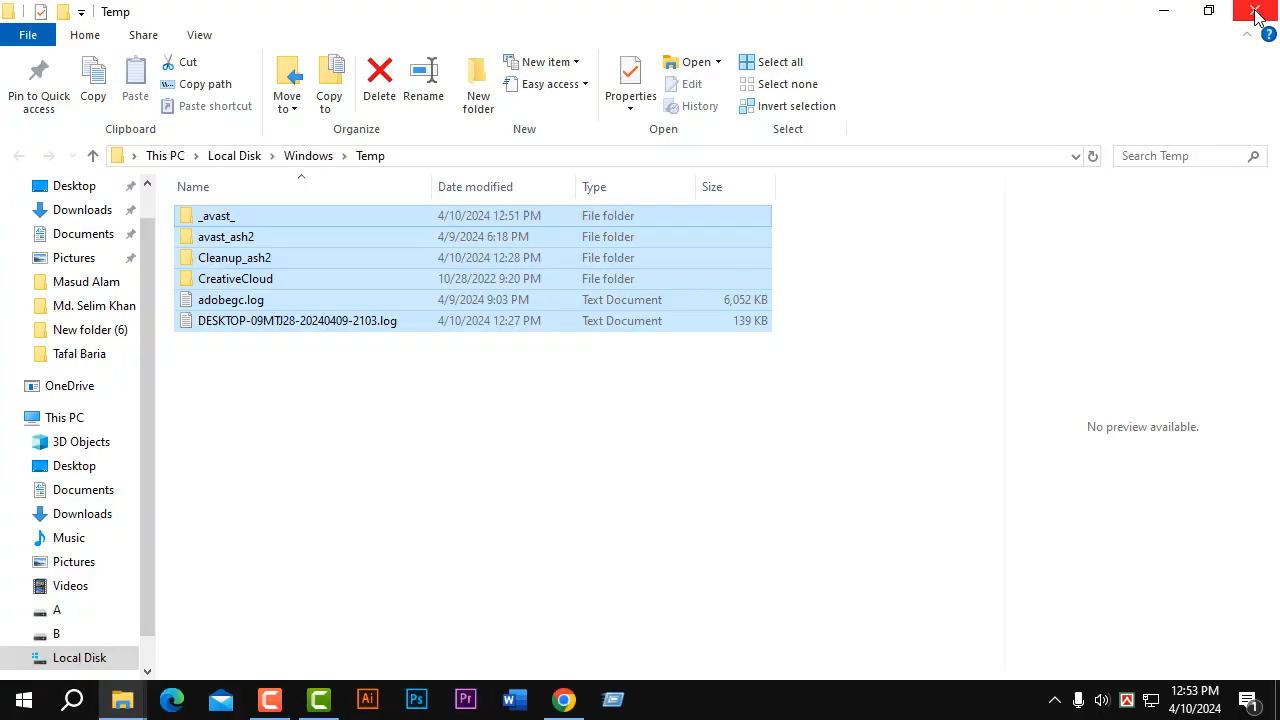 Temp
File Home Share View
Pin to Quick access
Copy
Paste
Cut
Copy path
Paste shortcut
Clipboard
Move to
Copy to
Delete
Rename
Organize
New folder
New item
Easy access
New
Properties
Open
Edit
History
Open
Select all
Select none
Invert selection
Select
This PC > Local Disk > Windows > Temp
Search Temp
Name Date modified Type Size
_avast_ 4/10/2024 12:51 PM File folder
avast_ash2 4/9/2024 6:18 PM File folder
Cleanup_ash2 4/10/2024 12:28 PM File folder
CreativeCloud 10/28/2022 9:20 PM File folder
adobegc.log 4/9/2024 9:03 PM Text Document 6,052 KB
DESKTOP-09MTJ28-20240409-2103.log 4/10/2024 12:27 PM Text Document 139 KB
Desktop
Downloads
Documents
Pictures
Masud Alam
Md. Selim Khan
New folder (6)
Tafal Baria
OneDrive
This PC
3D Objects
Desktop
Documents
Downloads
Music
Pictures
Videos
A
B
Local Disk
No preview available.
Ai
Ps
Pr
12:53 PM
4/10/2024
1